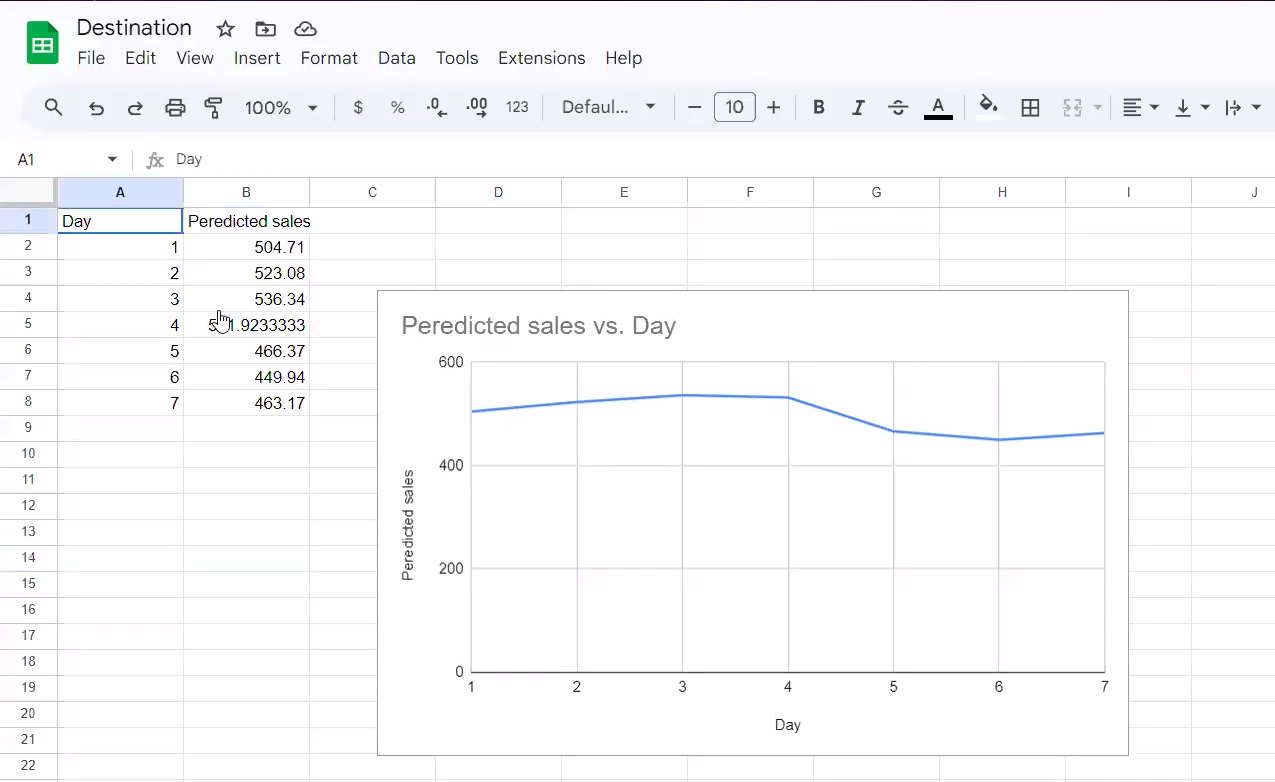 Destination
File Edit View Insert Format Data Tools Extensions Help
100% $ % .0 .00 123 Defaul... 10 B I A
A1 fx Day
A B C D E F G H I J
1 Day Peredicted sales
2 1 504.71
3 2 523.08
4 3 536.34
5 4
6 5 466.37
7 6 449.94
8 7 463.17
9
10
11
12
13
14
15
16
17
18
19
20
21
22
Peredicted sales vs. Day
600
400
200
0
Peredicted sales
1 2 3 4 5 6 7
Day